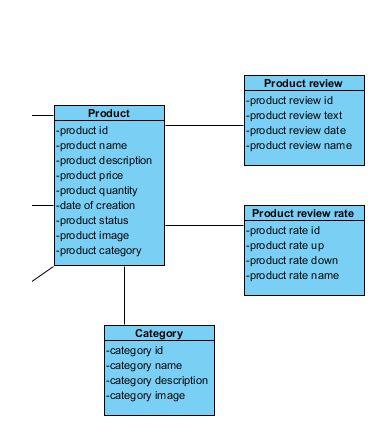 Product
-product id
-product name
-product description
-product price
-product quantity
-date of creation
-product status
-product image
-product category
Product review
-product review id
-product review text
-product review date
-product review name
Product review rate
-product rate id
-product rate up
-product rate down
-product rate name
Category
-category id
-category name
-category description
-category image